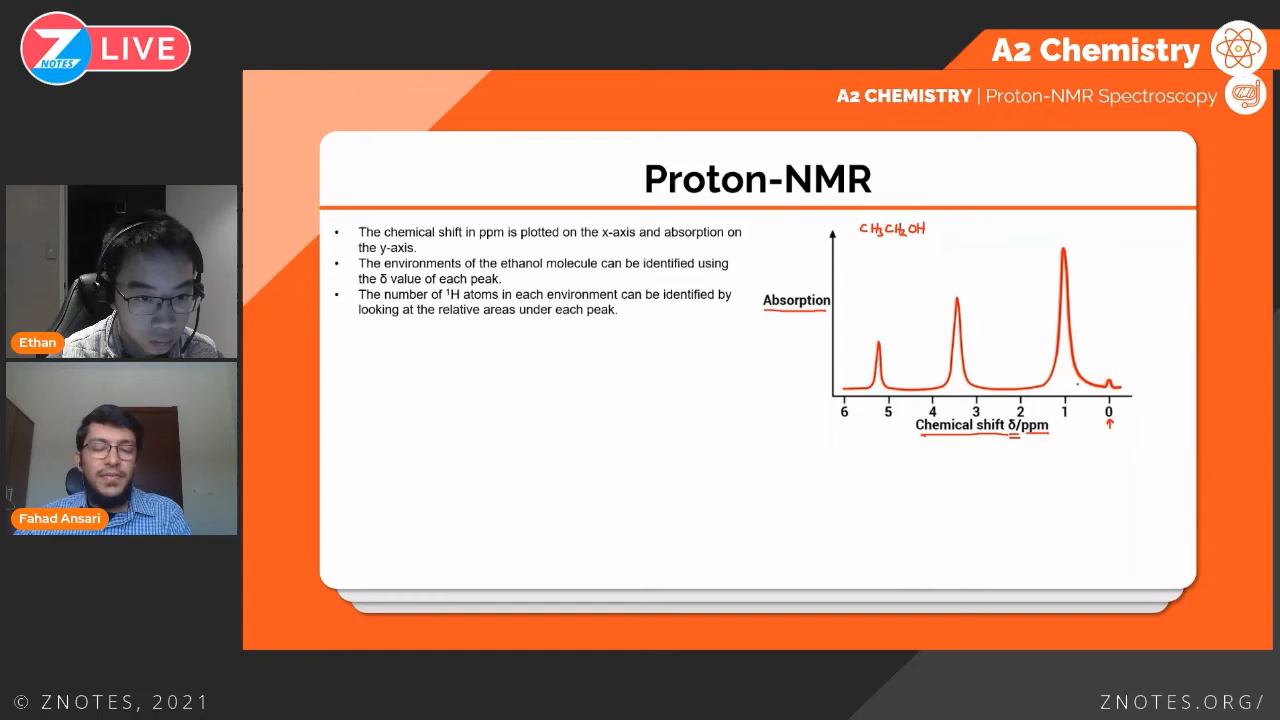 Z NOTES LIVE
A2 Chemistry
A2 CHEMISTRY | Proton-NMR Spectroscopy
Proton-NMR
• The chemical shift in ppm is plotted on the x-axis and absorption on
the y-axis.
• The environments of the ethanol molecule can be identified using
the δ value of each peak.
• The number of ¹H atoms in each environment can be identified by
looking at the relative areas under each peak.
CH₃CH₂OH
Absorption
6 5 4 3 2 1 0
Chemical shift δ/ppm
Ethan
Fahad Ansari
© ZNOTES, 2021
ZNOTES.ORG/